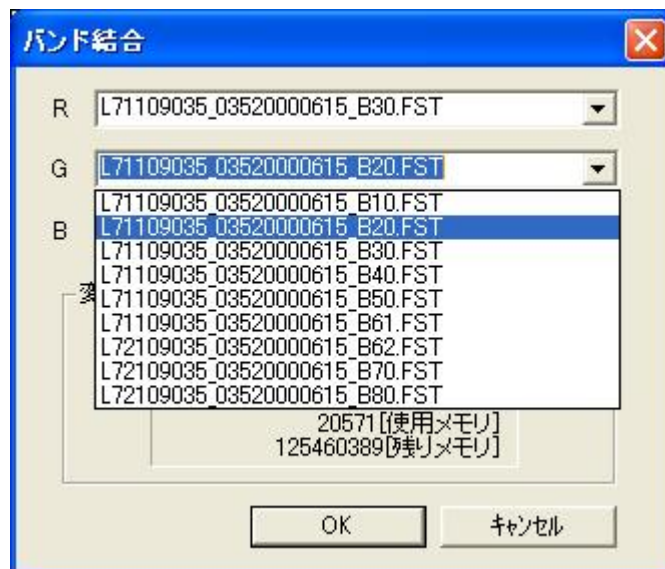 バンド結合
R L71109035_03520000615_B30.FST
G L71109035_03520000615_B20.FST
L71109035_03520000615_B10.FST
L71109035_03520000615_B20.FST
B
L71109035_03520000615_B30.FST
L71109035_03520000615_B40.FST
L71109035_03520000615_B50.FST
L71109035_03520000615_B61.FST
L72109035_03520000615_B62.FST
L72109035_03520000615_B70.FST
L72109035_03520000615_B80.FST
20571[使用メモリ]
125460389[残りメモリ]
OK キャンセル